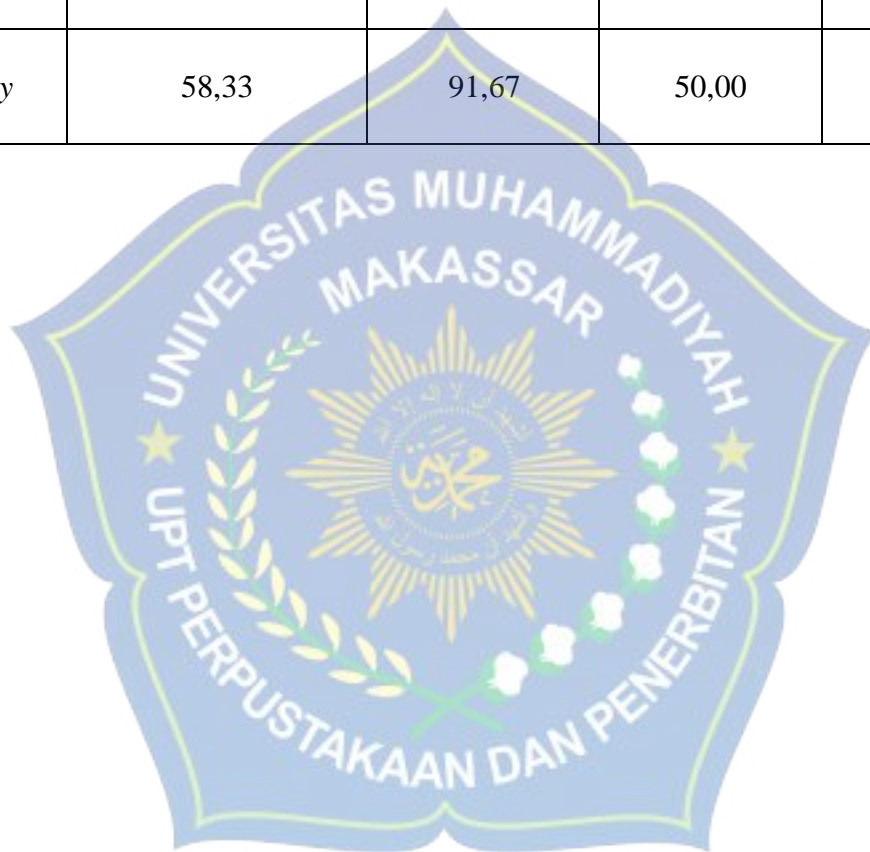 y 58,33 91,67 50,00
UNIVERSITAS MUHAMMADIYAH
MAKASSAR
UPT PERPUSTAKAAN DAN PENERBITAN